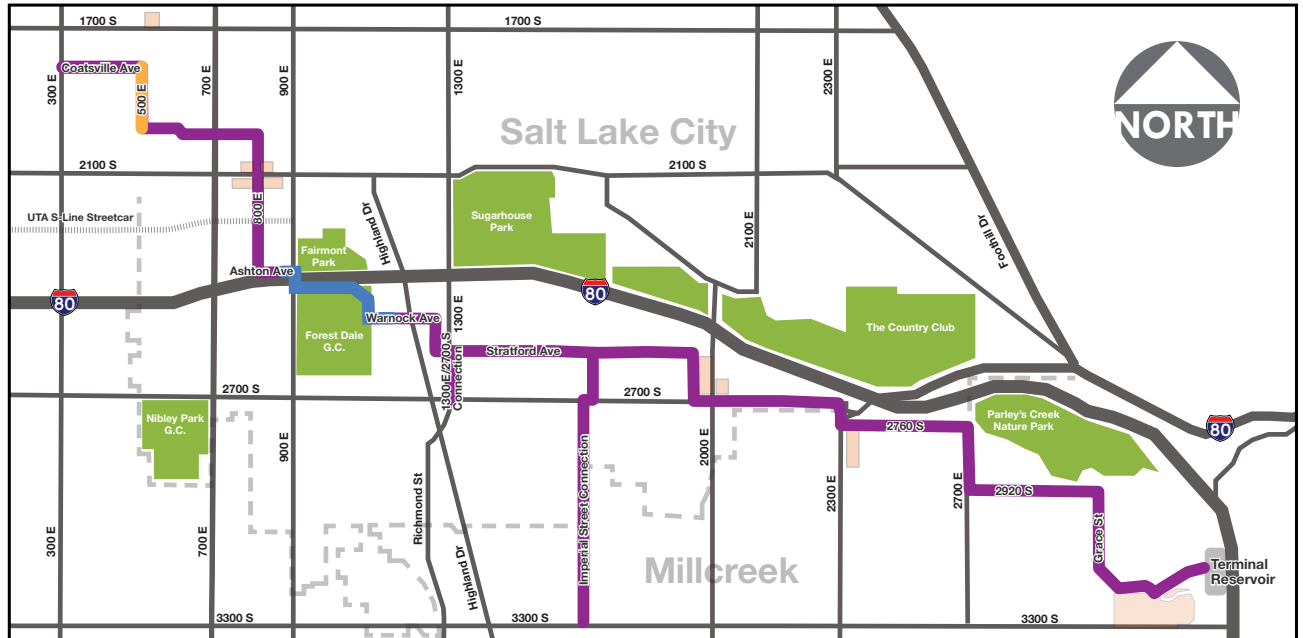 1700 S
1700 S
Coatsville Ave
300 E
500 E
700 E
900 E
1300 E
2300 E
NORTH
Salt Lake City
2100 S
2100 S
800 E
UTA S-Line Streetcar
Highland Dr
Sugarhouse
Park
2100 E
Foothill Dr
Fairmont
Park
Ashton Ave
80
80
Warnock Ave
1300 E
Forest Dale
G.C.
The Country Club
Stratford Ave
1300 E/2700 S
Connection
2700 S
2700 S
Nibley Park
G.C.
900 E
2000 E
Parley's Creek
Nature Park
80
2760 S
2300 E
2700 E
2920 S
300 E
700 E
Richmond St
Highland Dr
Imperial Street Connection
Millcreek
Grace St
Terminal
Reservoir
3300 S
3300 S
3300 S